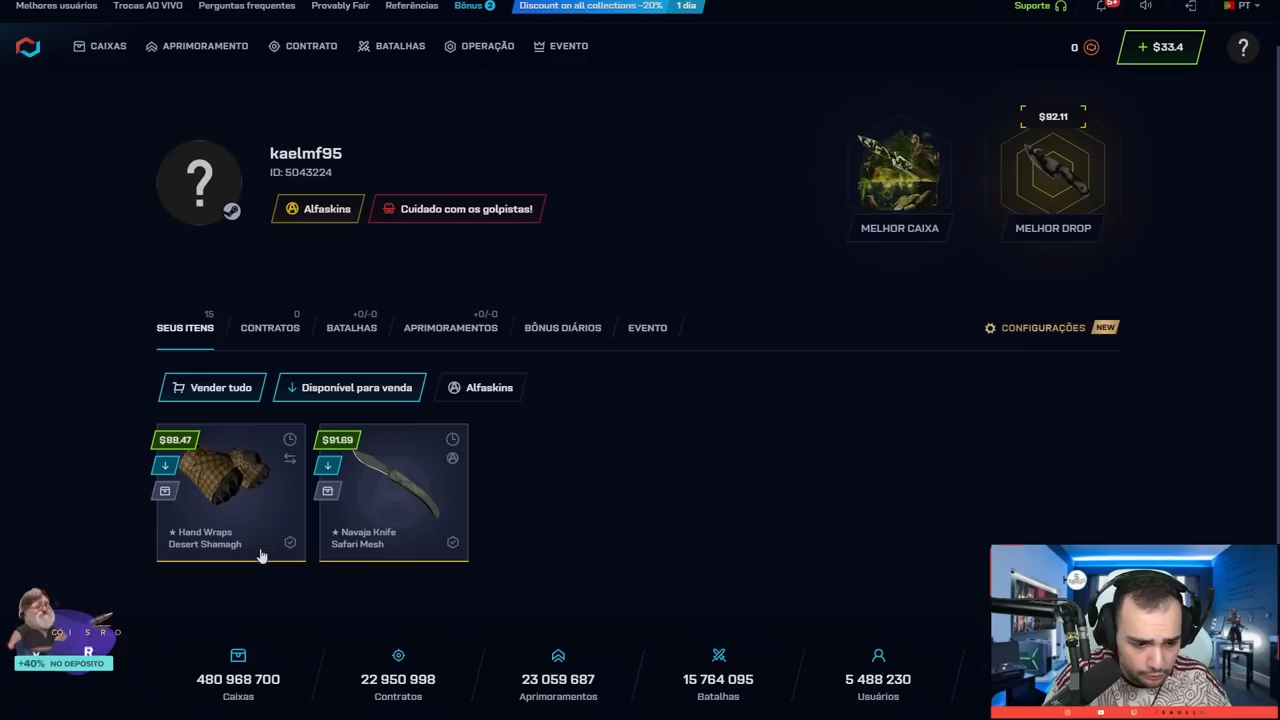 Melhores usuários Trocas AO VIVO Perguntas frequentes Provably Fair Referências Bônus 2 Discount on all collections -20% 1 dia Suporte 5+ PT
CAIXAS APRIMORAMENTO CONTRATO BATALHAS OPERAÇÃO EVENTO 0 + $33.4 ?
$92.11
kaelmf95
ID: 5043224
Alfaskins Cuidado com os golpistas!
MELHOR CAIXA MELHOR DROP
15 0 +0/-0 +0/-0
SEUS ITENS CONTRATOS BATALHAS APRIMORAMENTOS BÔNUS DIÁRIOS EVENTO CONFIGURAÇÕES NEW
Vender tudo Disponível para venda Alfaskins
$88.47 $91.69
★ Hand Wraps
Desert Shamagh
★ Navaja Knife
Safari Mesh
+40% NO DEPÓSITO
480 968 700 22 950 998 23 059 687 15 764 095 5 488 230
Caixas Contratos Aprimoramentos Batalhas Usuários